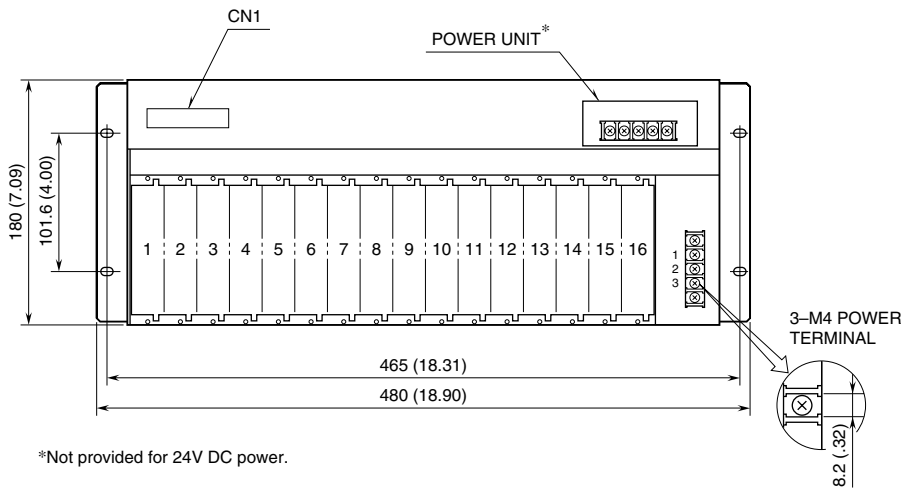 CN1
POWER UNIT*
180 (7.09)
101.6 (4.00)
1 2 3 4 5 6 7 8 9 10 11 12 13 14 15 16
1
2
3
3–M4 POWER
TERMINAL
465 (18.31)
480 (18.90)
8.2 (.32)
*Not provided for 24V DC power.